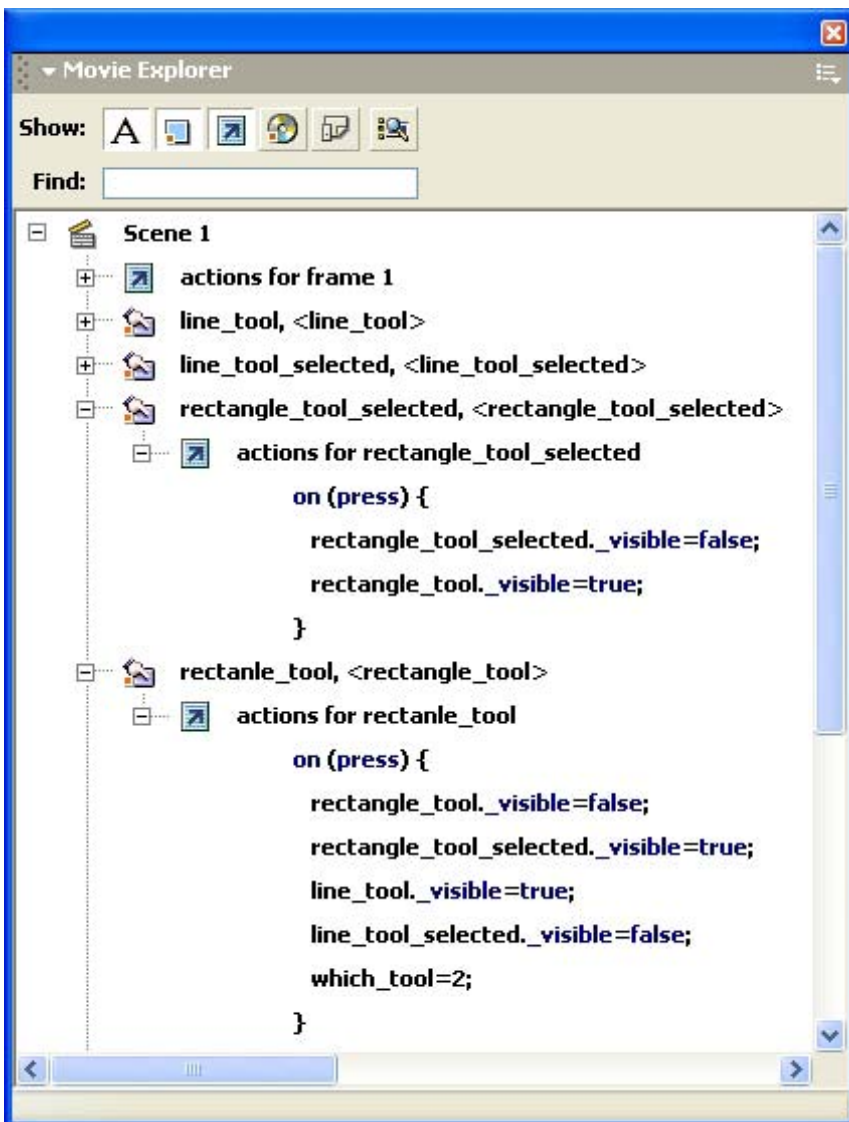 Movie Explorer
Show: A
Find:
Scene 1
actions for frame 1
line_tool, <line_tool>
line_tool_selected, <line_tool_selected>
rectangle_tool_selected, <rectangle_tool_selected>
actions for rectangle_tool_selected
on (press) {
rectangle_tool_selected._visible=false;
rectangle_tool._visible=true;
}
rectanle_tool, <rectangle_tool>
actions for rectanle_tool
on (press) {
rectangle_tool._visible=false;
rectangle_tool_selected._visible=true;
line_tool._visible=true;
line_tool_selected._visible=false;
which_tool=2;
}